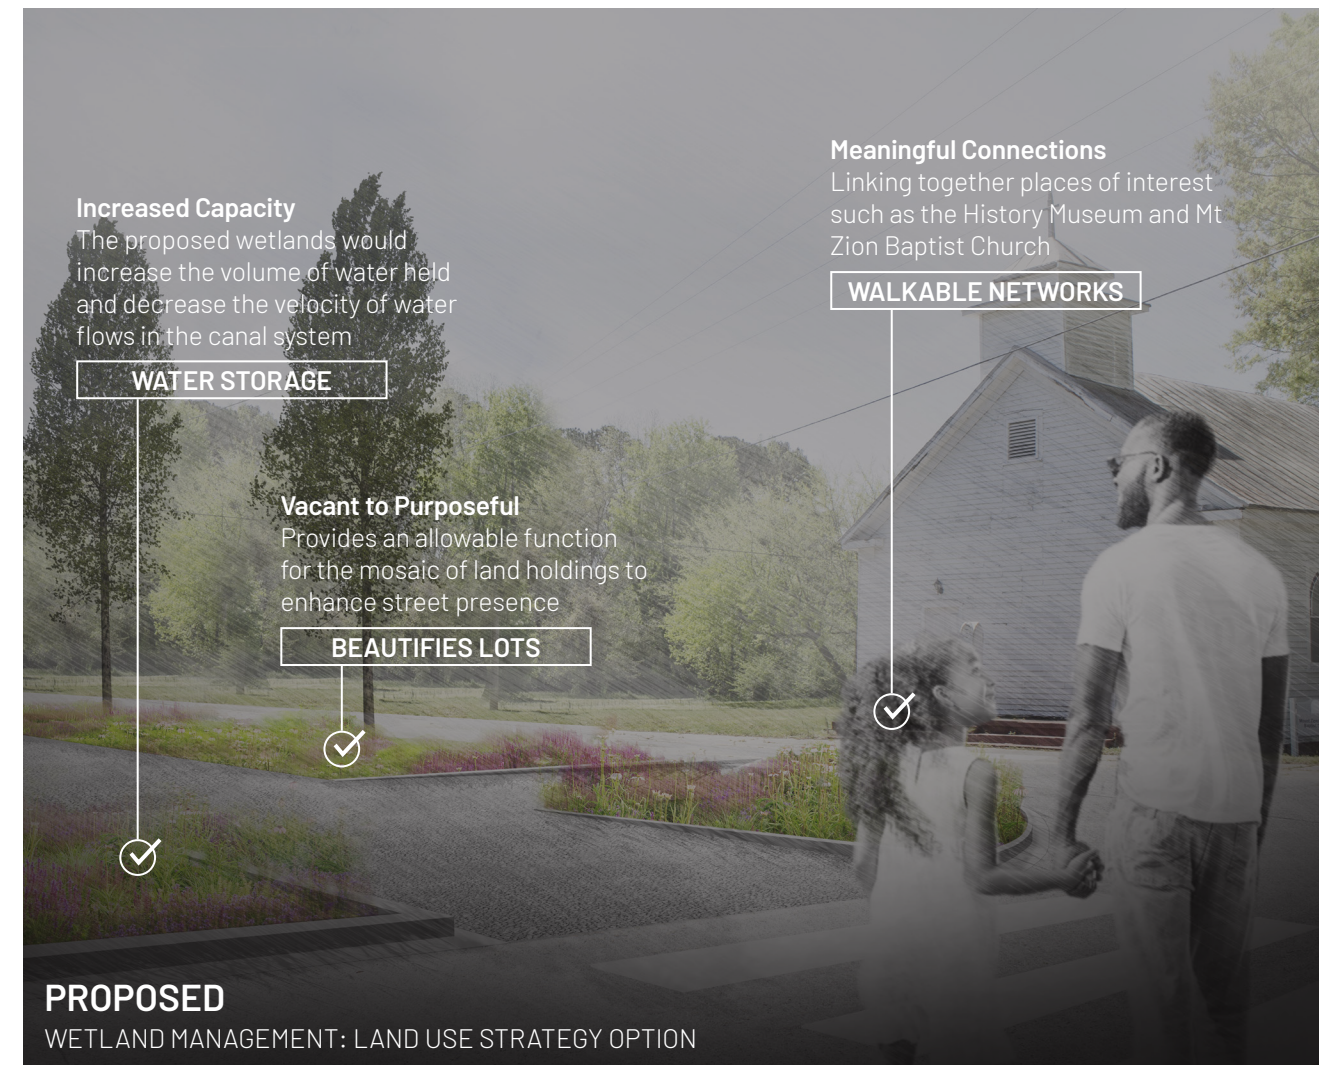 Increased Capacity
The proposed wetlands would
increase the volume of water held
and decrease the velocity of water
flows in the canal system
WATER STORAGE
Vacant to Purposeful
Provides an allowable function
for the mosaic of land holdings to
enhance street presence
BEAUTIFIES LOTS
Meaningful Connections
Linking together places of interest
such as the History Museum and Mt
Zion Baptist Church
WALKABLE NETWORKS
PROPOSED
WETLAND MANAGEMENT: LAND USE STRATEGY OPTION